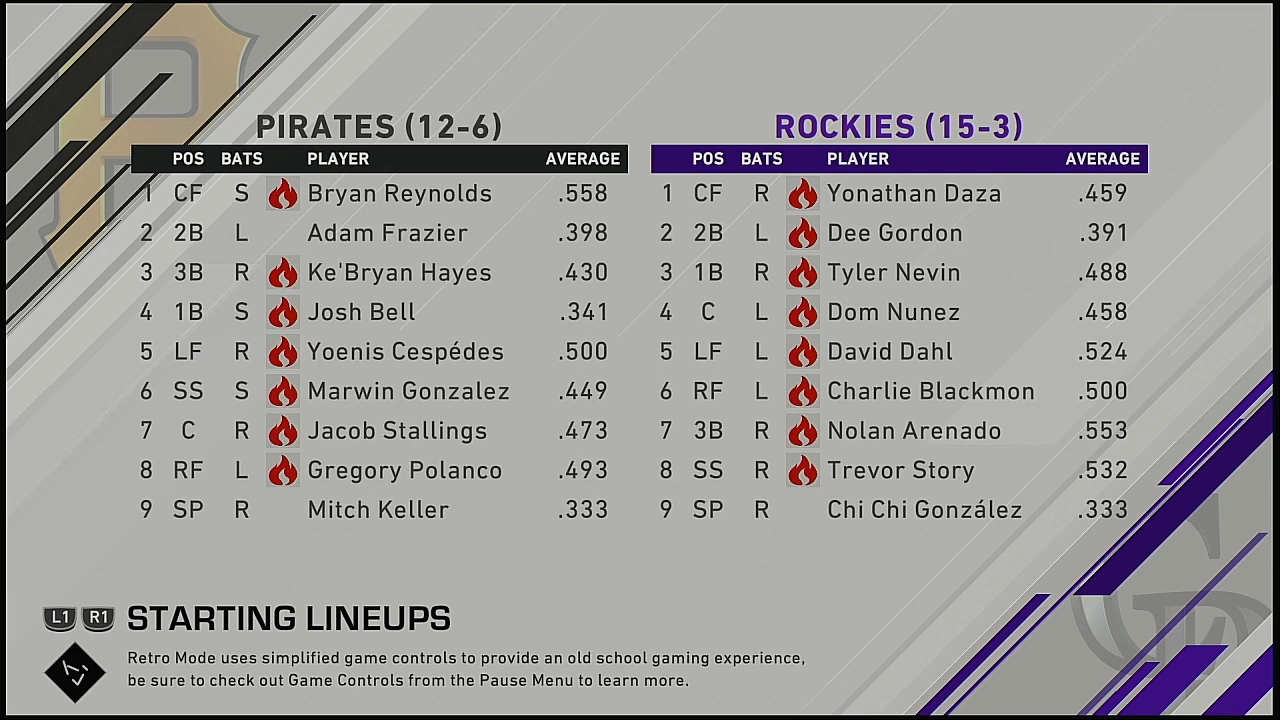 PIRATES (12-6)
POS BATS PLAYER AVERAGE
1 CF S Bryan Reynolds .558
2 2B L Adam Frazier .398
3 3B R Ke'Bryan Hayes .430
4 1B S Josh Bell .341
5 LF R Yoenis Cespédes .500
6 SS S Marwin Gonzalez .449
7 C R Jacob Stallings .473
8 RF L Gregory Polanco .493
9 SP R Mitch Keller .333
ROCKIES (15-3)
POS BATS PLAYER AVERAGE
1 CF R Yonathan Daza .459
2 2B L Dee Gordon .391
3 1B R Tyler Nevin .488
4 C L Dom Nunez .458
5 LF L David Dahl .524
6 RF L Charlie Blackmon .500
7 3B R Nolan Arenado .553
8 SS R Trevor Story .532
9 SP R Chi Chi González .333
L1 R1 STARTING LINEUPS
Retro Mode uses simplified game controls to provide an old school gaming experience,
be sure to check out Game Controls from the Pause Menu to learn more.